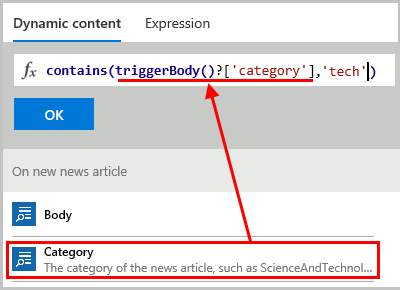 Dynamic content Expression
fx contains(triggerBody()?['category'],'tech')
OK
On new news article
Body
Category
The category of the news article, such as ScienceAndTechnol...